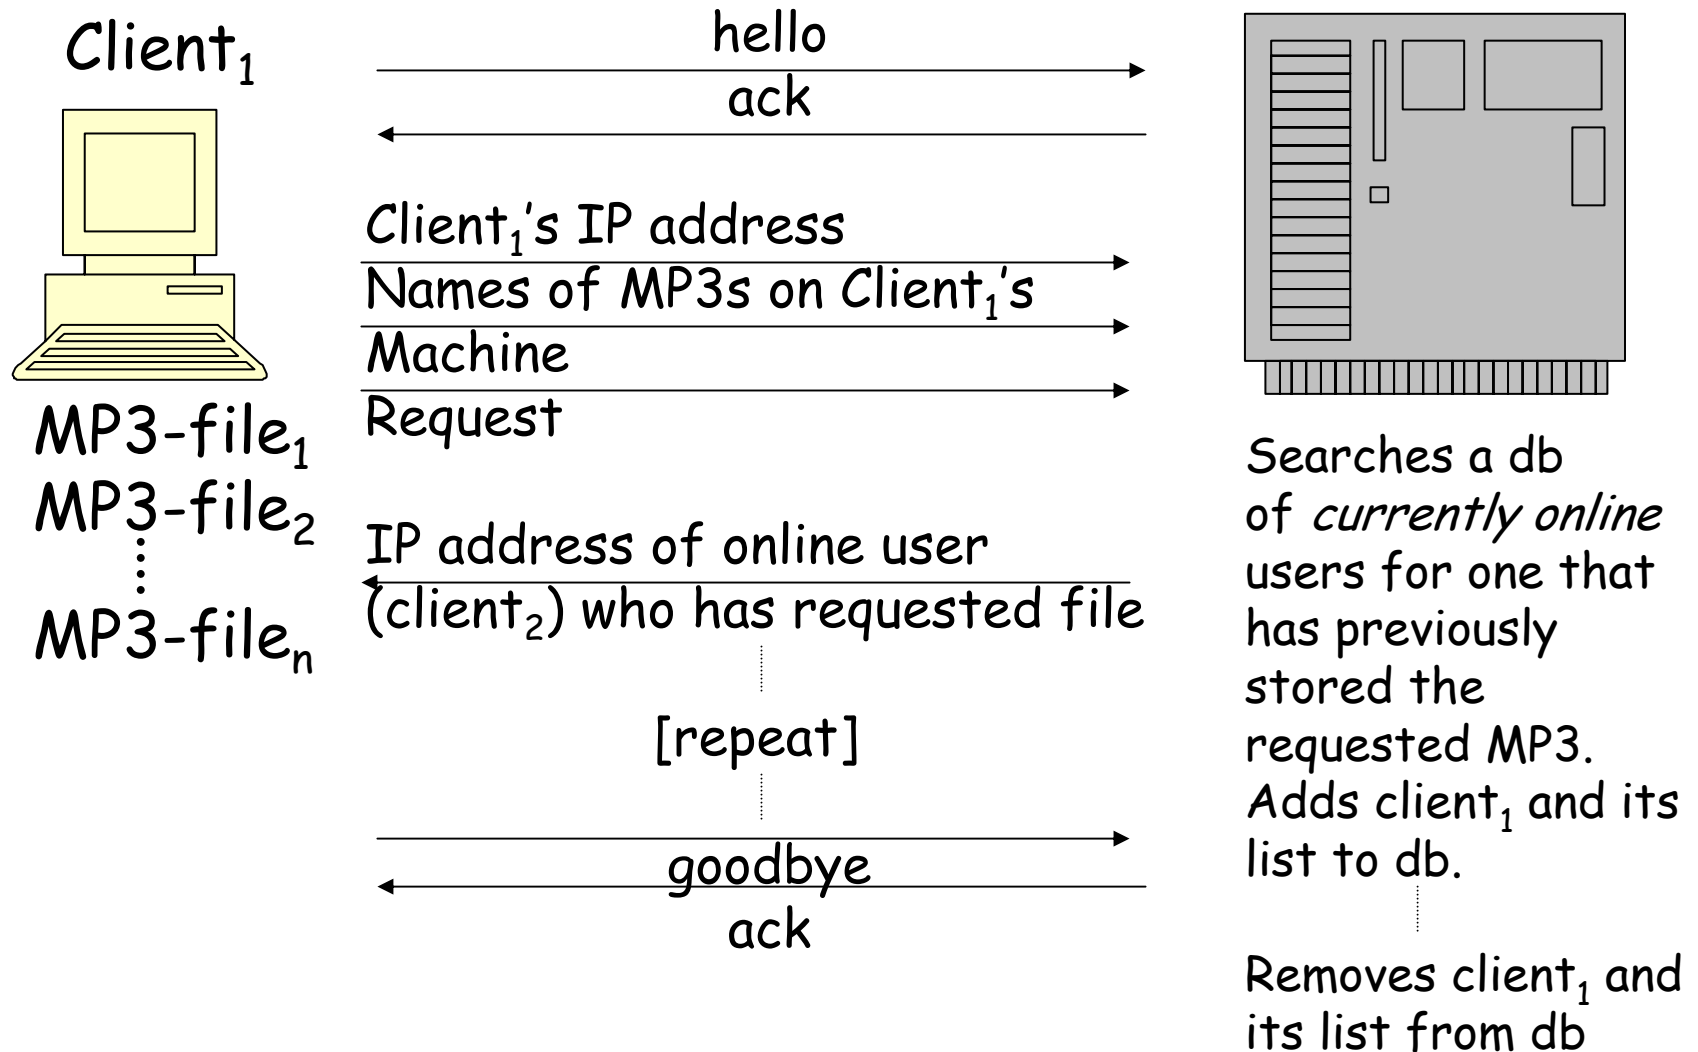 Client₁
hello
ack
Client₁'s IP address
Names of MP3s on Client₁'s
Machine
Request
MP3-file₁
MP3-file₂
MP3-fileₙ
IP address of online user
(client₂) who has requested file
[repeat]
goodbye
ack
Searches a db
of currently online
users for one that
has previously
stored the
requested MP3.
Adds client₁ and its
list to db.
Removes client₁ and
its list from db